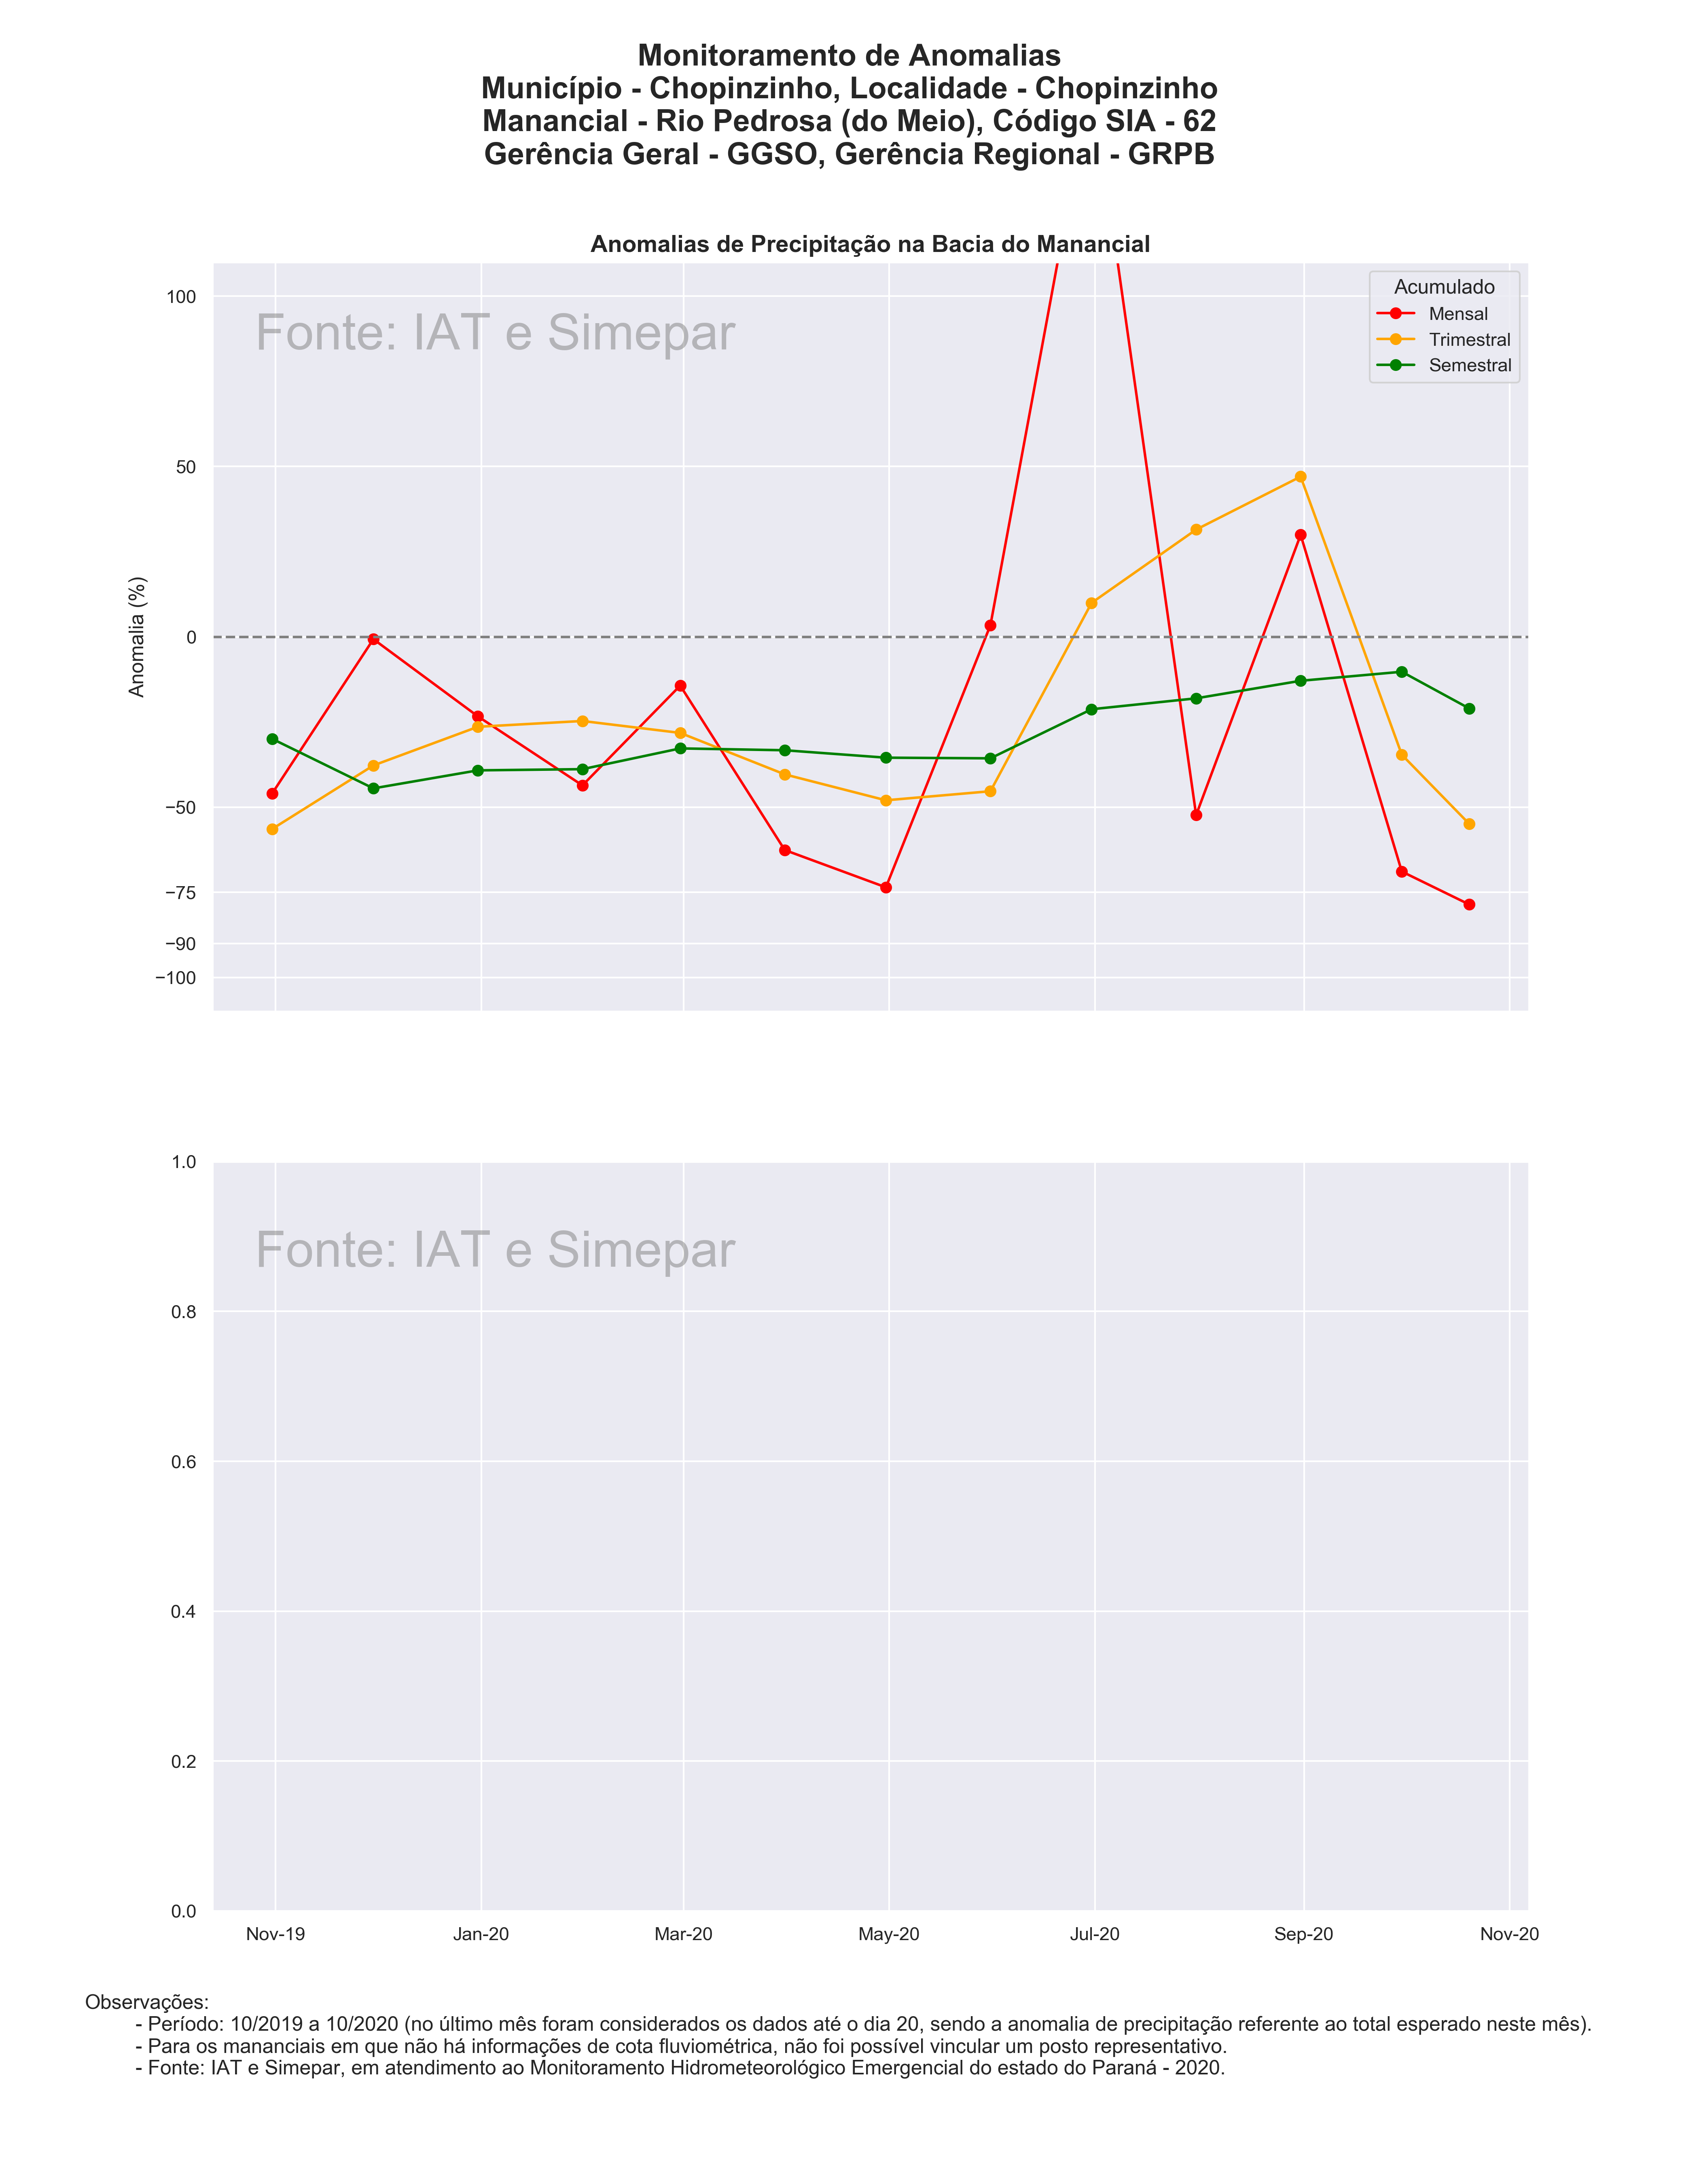 Monitoramento de Anomalias
Município - Chopinzinho, Localidade - Chopinzinho
Manancial - Rio Pedrosa (do Meio), Código SIA - 62
Gerência Geral - GGSO, Gerência Regional - GRPB
Anomalias de Precipitação na Bacia do Manancial
Fonte: IAT e Simepar
Acumulado
Mensal
Trimestral
Semestral
Anomalia (%)
100
50
0
−50
−75
−90
−100
Fonte: IAT e Simepar
1.0
0.8
0.6
0.4
0.2
0.0
Nov-19 Jan-20 Mar-20 May-20 Jul-20 Sep-20 Nov-20
Observações:
- Período: 10/2019 a 10/2020 (no último mês foram considerados os dados até o dia 20, sendo a anomalia de precipitação referente ao total esperado neste mês).
- Para os mananciais em que não há informações de cota fluviométrica, não foi possível vincular um posto representativo.
- Fonte: IAT e Simepar, em atendimento ao Monitoramento Hidrometeorológico Emergencial do estado do Paraná - 2020.